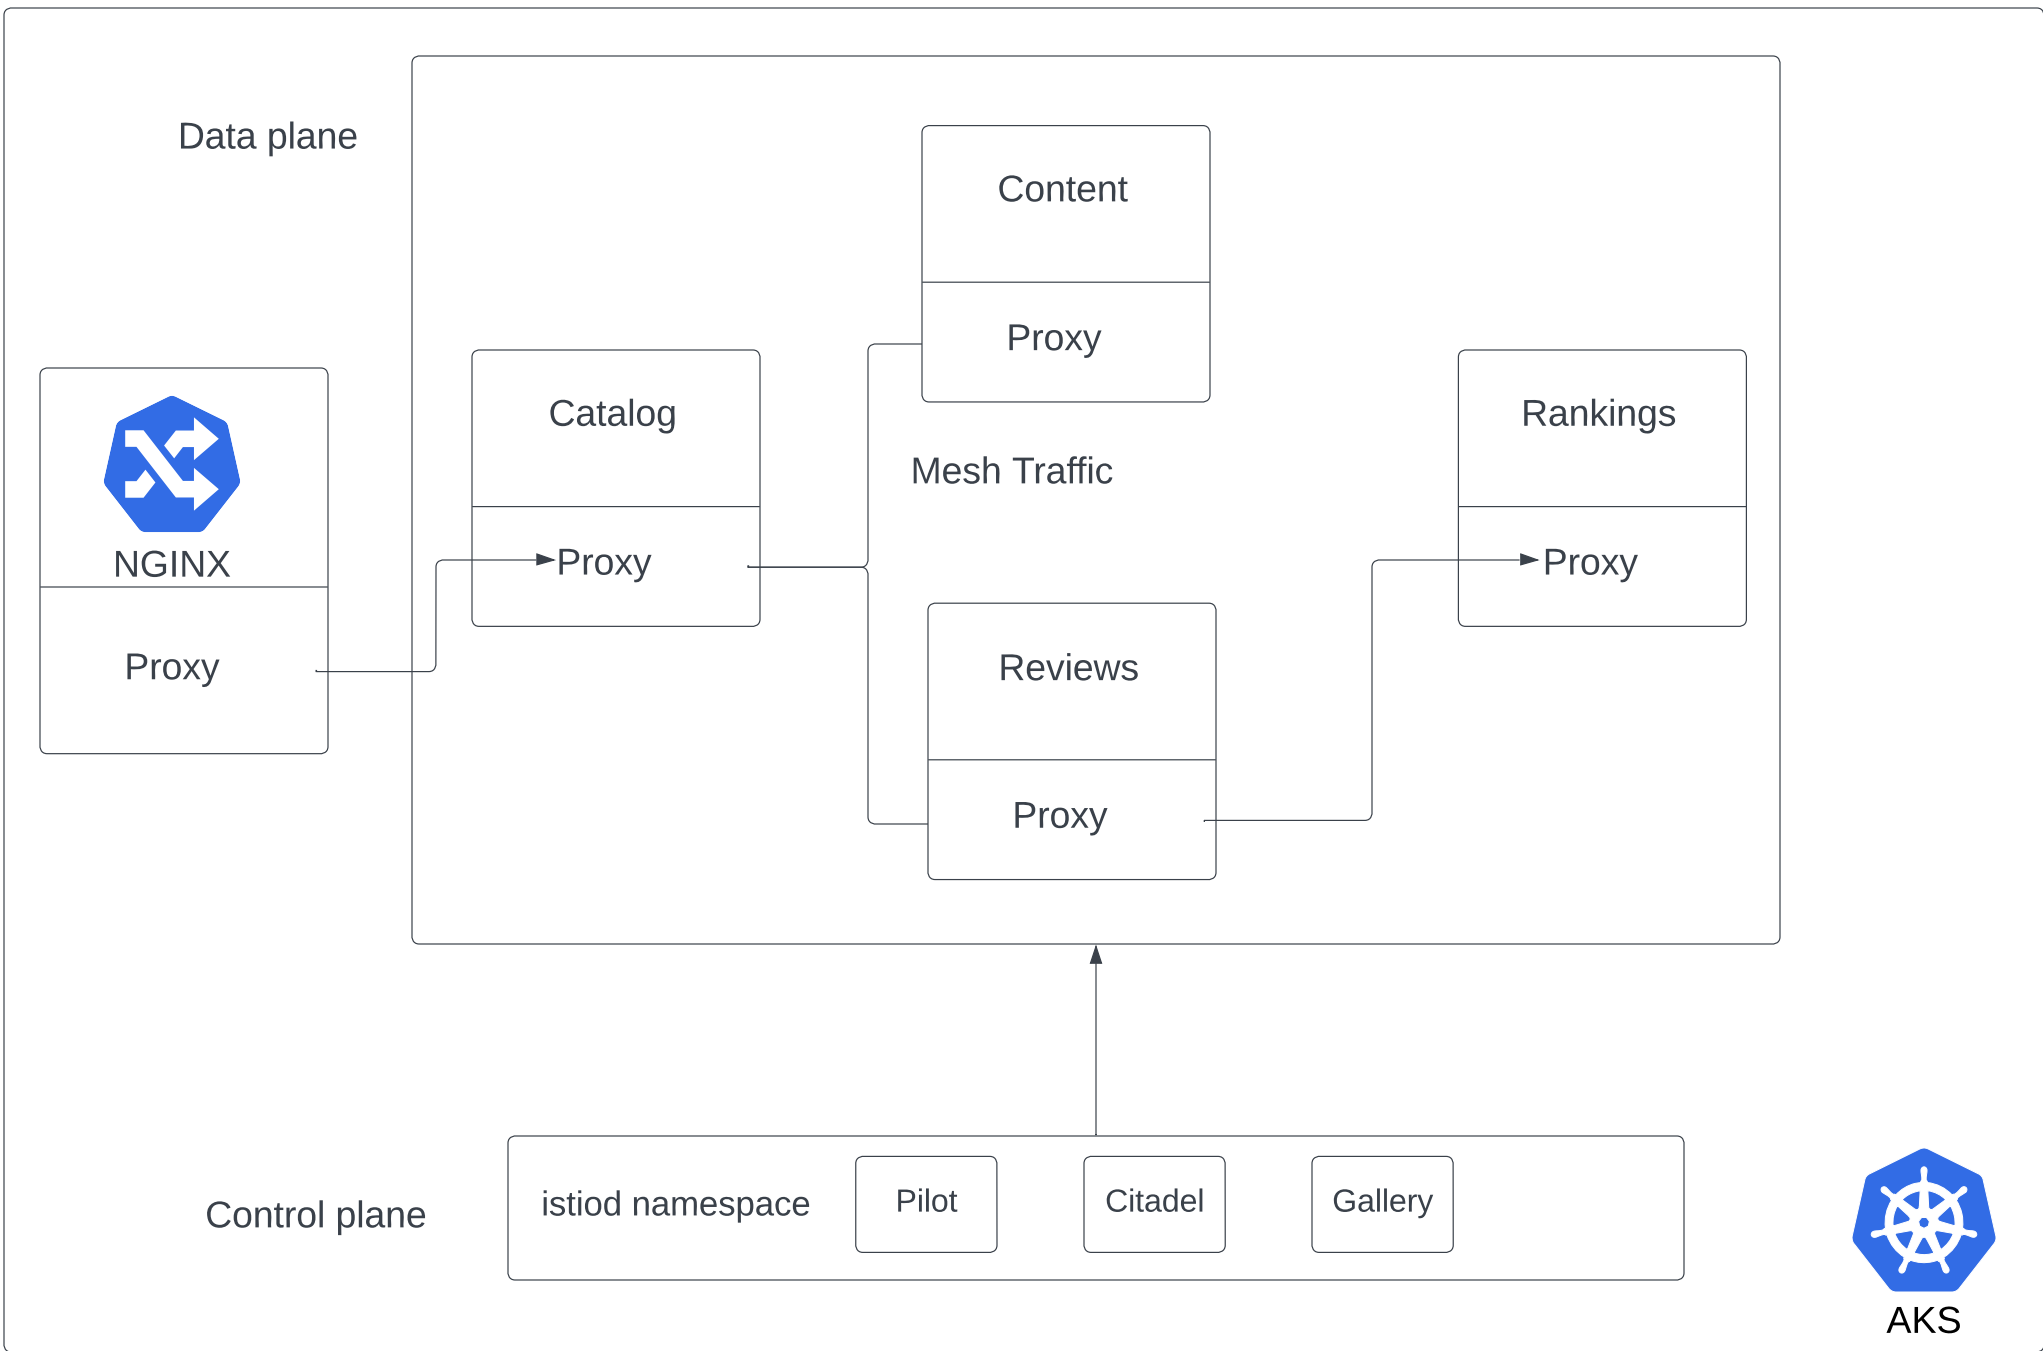 Data plane
Content
Proxy
Catalog
Proxy
Rankings
Proxy
Mesh Traffic
NGINX
Proxy
Reviews
Proxy
Control plane
istiod namespace
Pilot
Citadel
Gallery
AKS